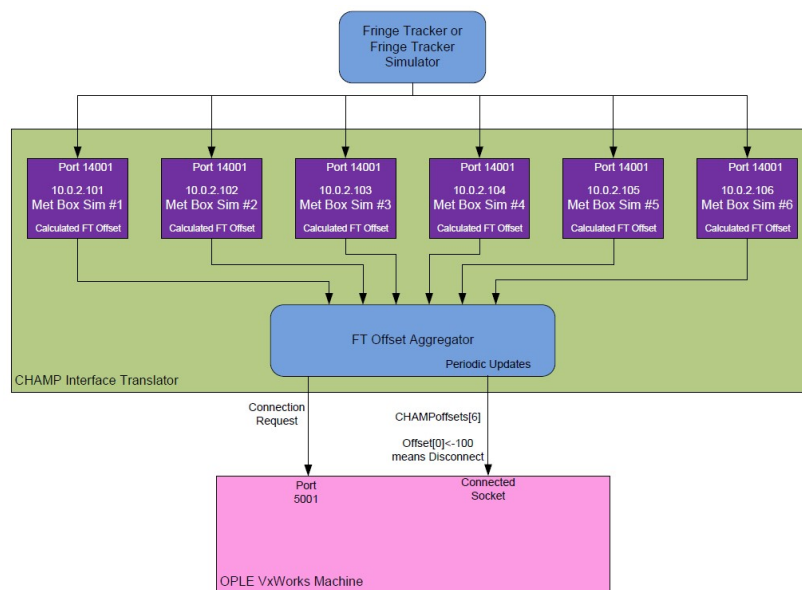 Fringe Tracker or
Fringe Tracker
Simulator
Port 14001
10.0.2.101
Met Box Sim #1
Calculated FT Offset
Port 14001
10.0.2.102
Met Box Sim #2
Calculated FT Offset
Port 14001
10.0.2.103
Met Box Sim #3
Calculated FT Offset
Port 14001
10.0.2.104
Met Box Sim #4
Calculated FT Offset
Port 14001
10.0.2.105
Met Box Sim #5
Calculated FT Offset
Port 14001
10.0.2.106
Met Box Sim #6
Calculated FT Offset
FT Offset Aggregator
Periodic Updates
CHAMP Interface Translator
Connection
Request
CHAMPoffsets[6]
Offset[0]<-100
means Disconnect
Port
5001
Connected
Socket
OPLE VxWorks Machine